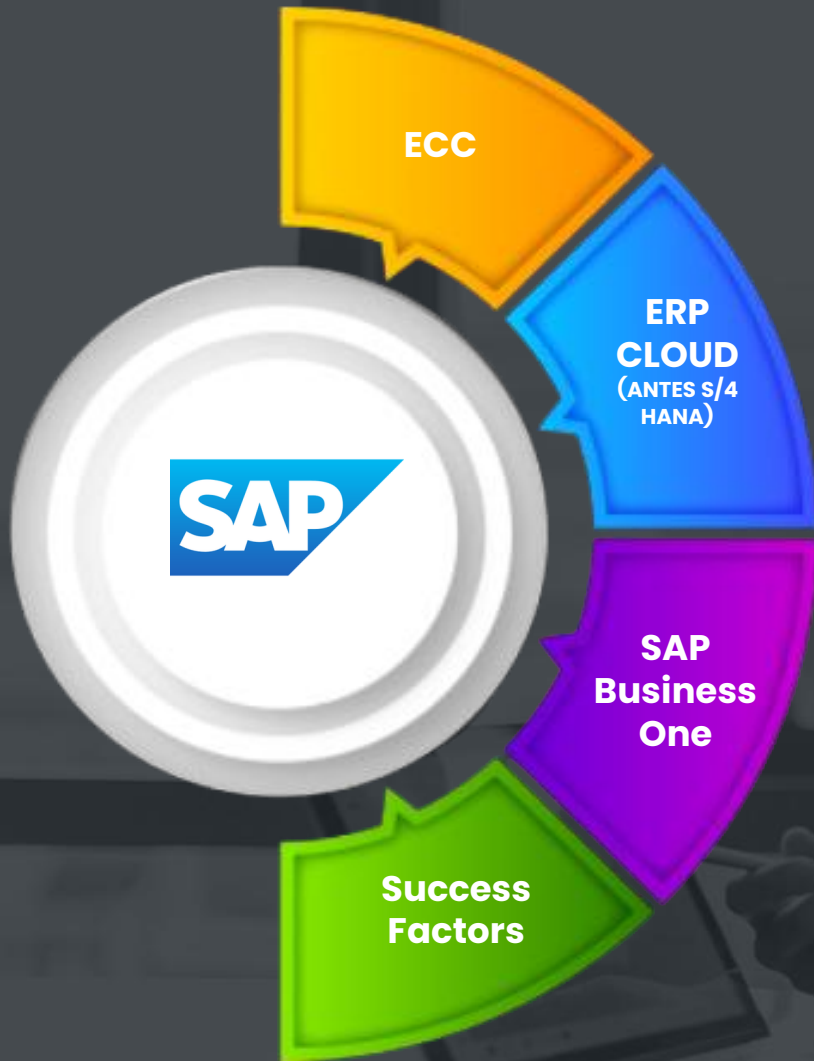 ECC
ERP
CLOUD
(ANTES S/4
HANA)
SAP
SAP
Business
One
Success
Factors